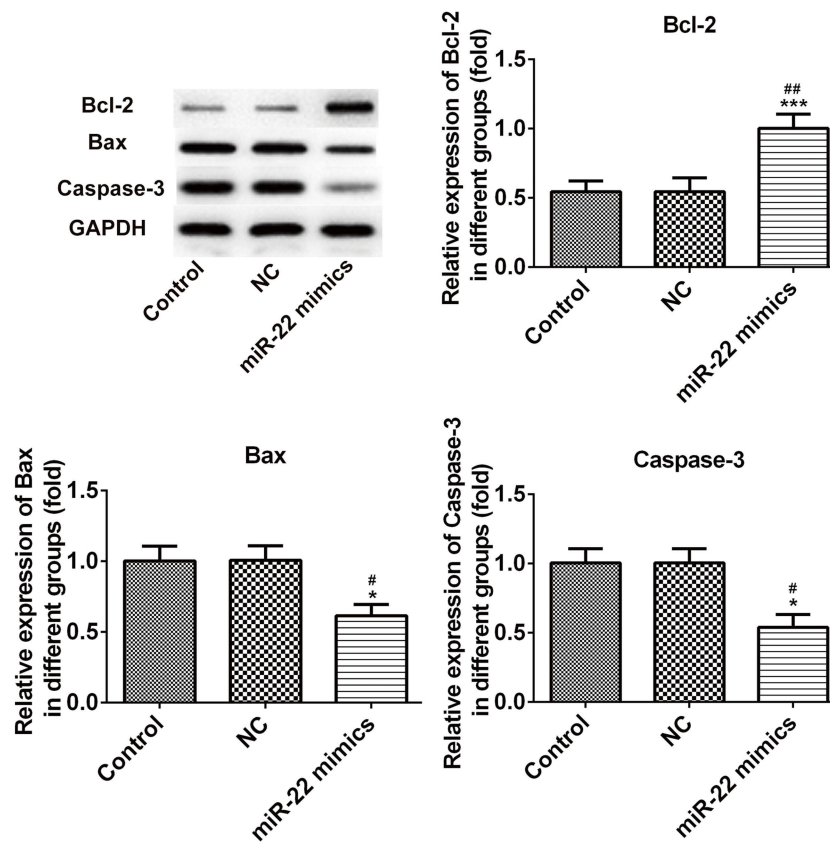 Bcl-2
Bax
Caspase-3
GAPDH
Control
NC
miR-22 mimics
Bcl-2
Relative expression of Bcl-2
in different groups (fold)
1.5
1.0
0.5
0.0
##
***
Control
NC
miR-22 mimics
Bax
Relative expression of Bax
in different groups (fold)
1.5
1.0
0.5
0.0
#
*
Control
NC
miR-22 mimics
Caspase-3
Relative expression of Caspase-3
in different groups (fold)
1.5
1.0
0.5
0.0
#
*
Control
NC
miR-22 mimics